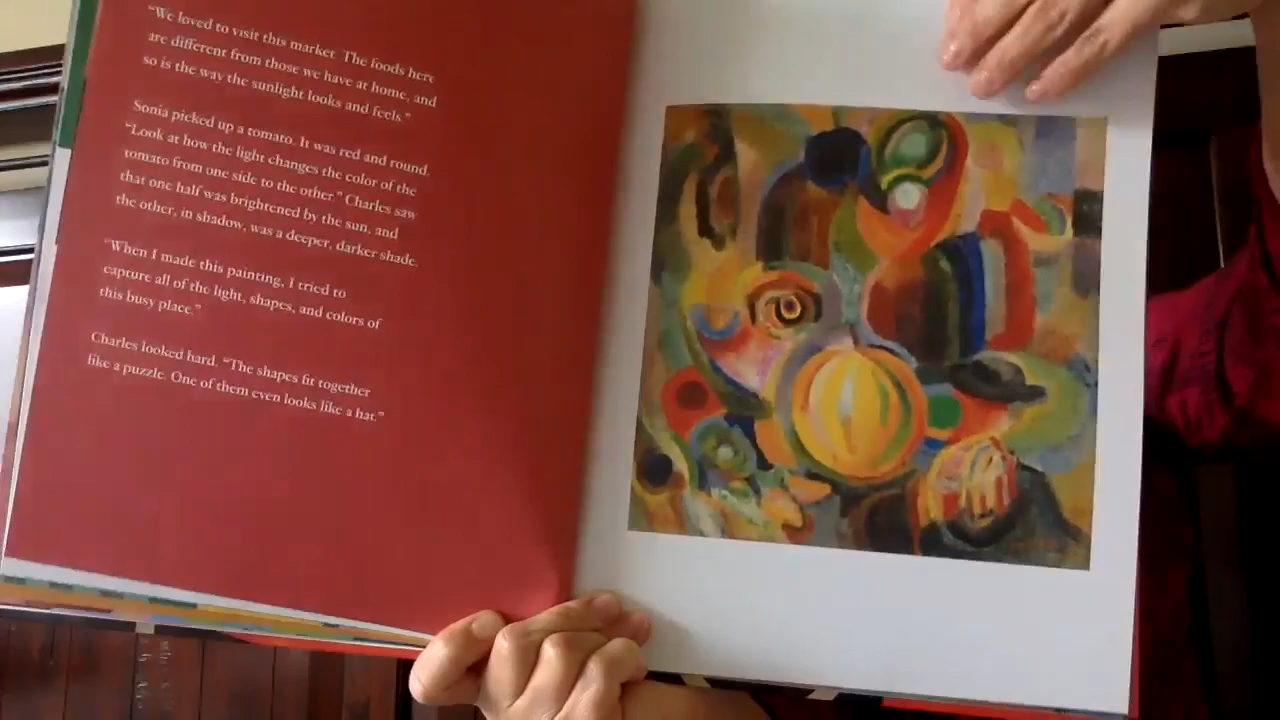 “We loved to visit this market. The foods here
are different from those we have at home, and
so is the way the sunlight looks and feels.”
Sonia picked up a tomato. It was red and round.
“Look at how the light changes the color of the
tomato from one side to the other.” Charles saw
that one half was brightened by the sun, and
the other, in shadow, was a deeper, darker shade.
“When I made this painting, I tried to
capture all of the light, shapes, and colors of
this busy place.”
Charles looked hard. “The shapes fit together
like a puzzle. One of them even looks like a hat.”